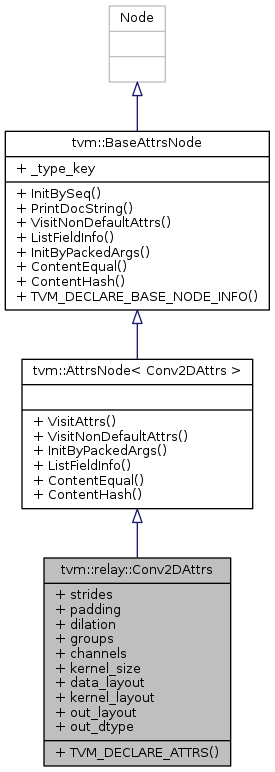 Node
tvm::BaseAttrsNode
+ _type_key
+ InitBySeq()
+ PrintDocString()
+ VisitNonDefaultAttrs()
+ ListFieldInfo()
+ InitByPackedArgs()
+ ContentEqual()
+ ContentHash()
+ TVM_DECLARE_BASE_NODE_INFO()
tvm::AttrsNode< Conv2DAttrs >
+ VisitAttrs()
+ VisitNonDefaultAttrs()
+ InitByPackedArgs()
+ ListFieldInfo()
+ ContentEqual()
+ ContentHash()
tvm::relay::Conv2DAttrs
+ strides
+ padding
+ dilation
+ groups
+ channels
+ kernel_size
+ data_layout
+ kernel_layout
+ out_layout
+ out_dtype
+ TVM_DECLARE_ATTRS()